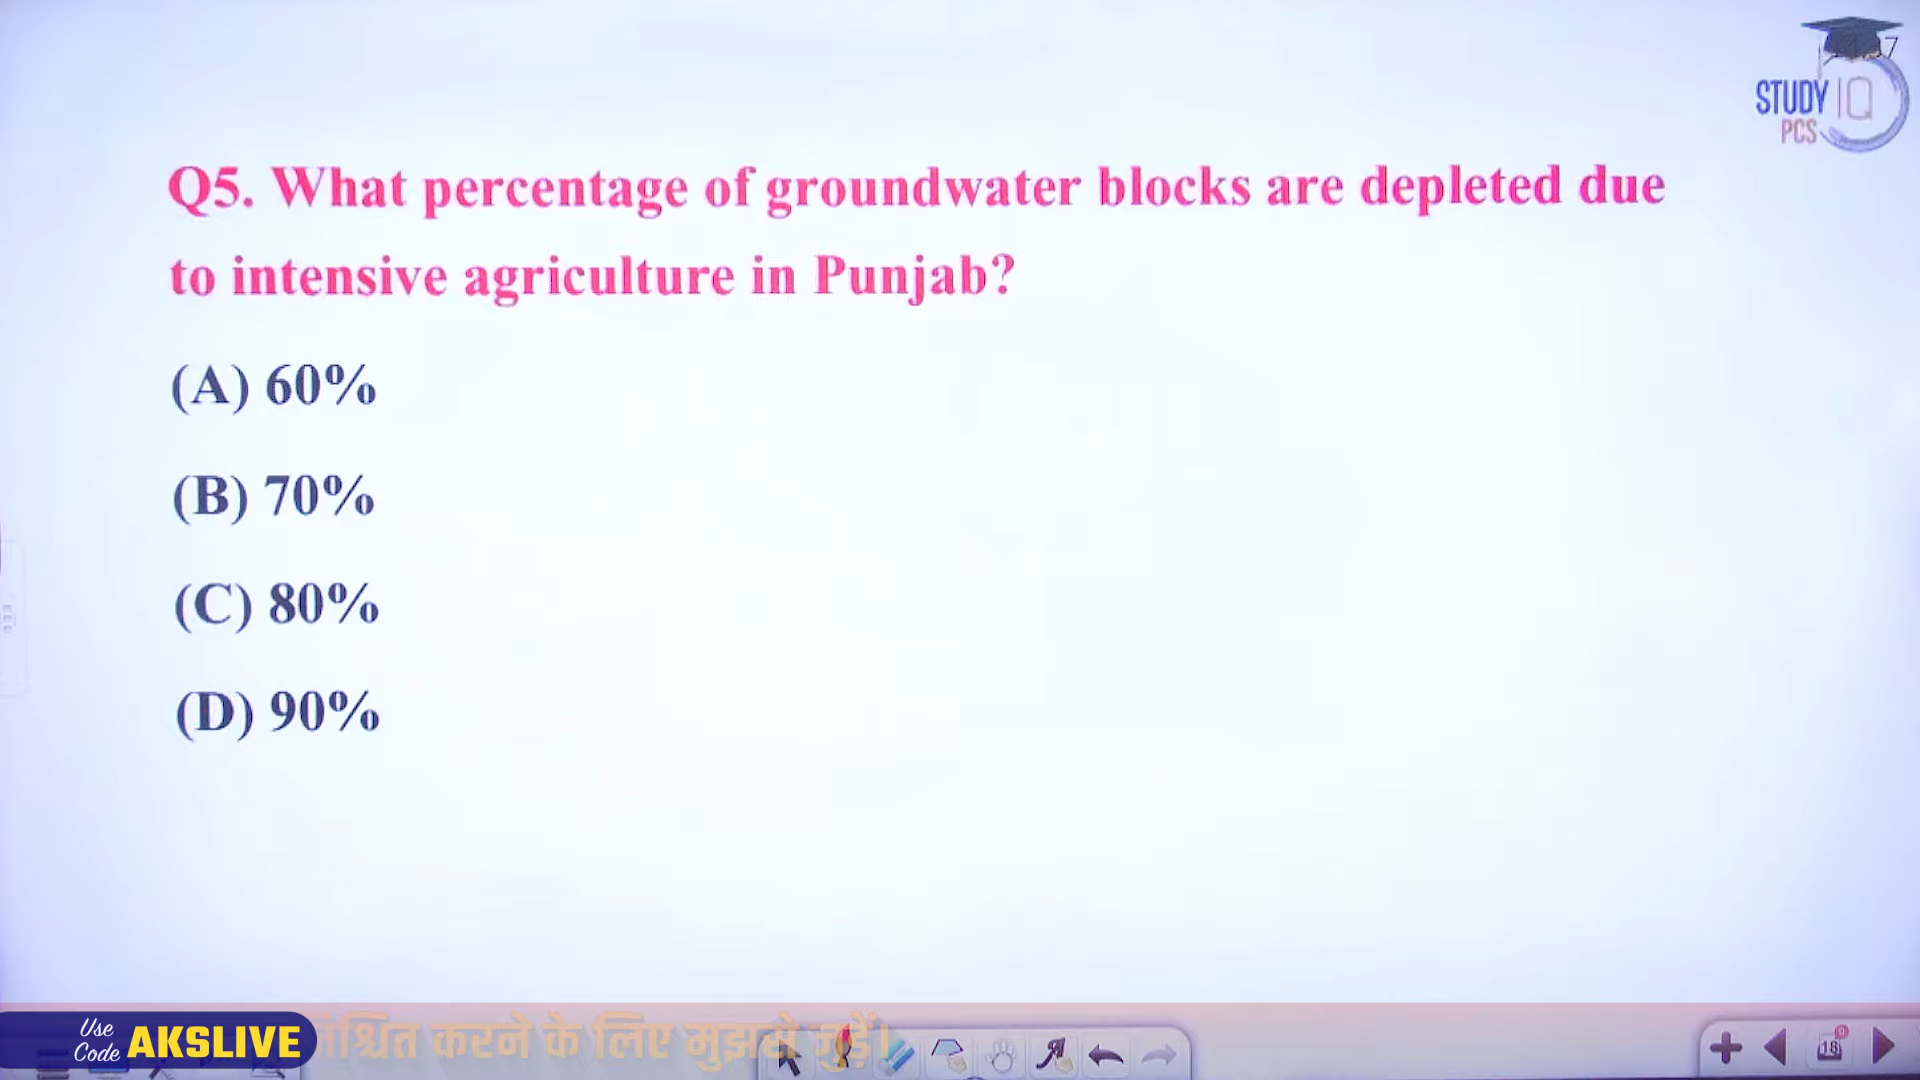 STUDY IQ
PCS
Q5. What percentage of groundwater blocks are depleted due
to intensive agriculture in Punjab?
(A) 60%
(B) 70%
(C) 80%
(D) 90%
Use
Code AKSLIVE
करने के लिए मुझसे जुड़ें।
18